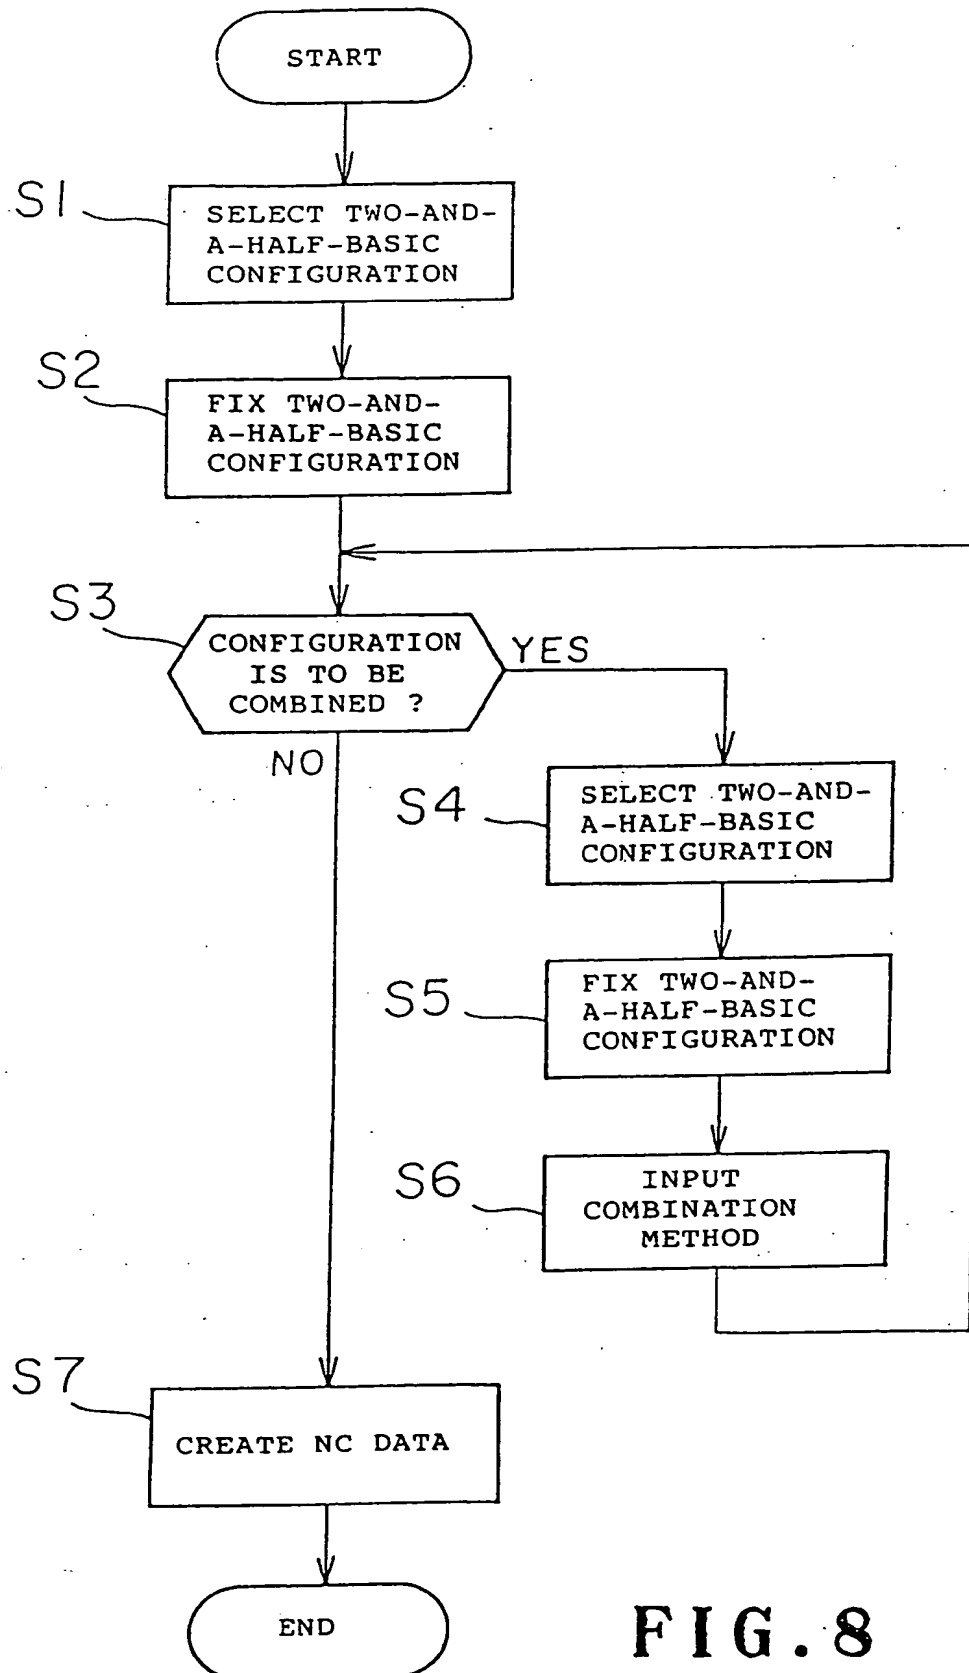 START
S1
SELECT TWO-AND-
A-HALF-BASIC
CONFIGURATION
S2
FIX TWO-AND-
A-HALF-BASIC
CONFIGURATION
S3
CONFIGURATION
IS TO BE
COMBINED ?
YES
NO
S4
SELECT TWO-AND-
A-HALF-BASIC
CONFIGURATION
S5
FIX TWO-AND-
A-HALF-BASIC
CONFIGURATION
S6
INPUT
COMBINATION
METHOD
S7
CREATE NC DATA
END
FIG. 8